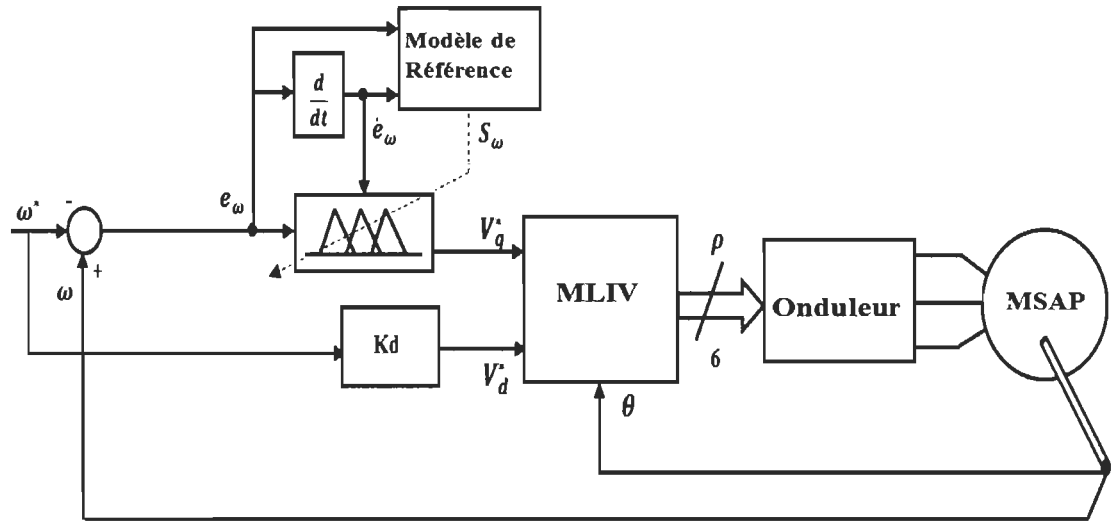 Modèle de
Référence
d
dt
ė_ω
S_ω
e_ω
ω*
-
+
ω
V*_q
MLIV
ρ
6
Onduleur
MSAP
Kd
V*_d
θ